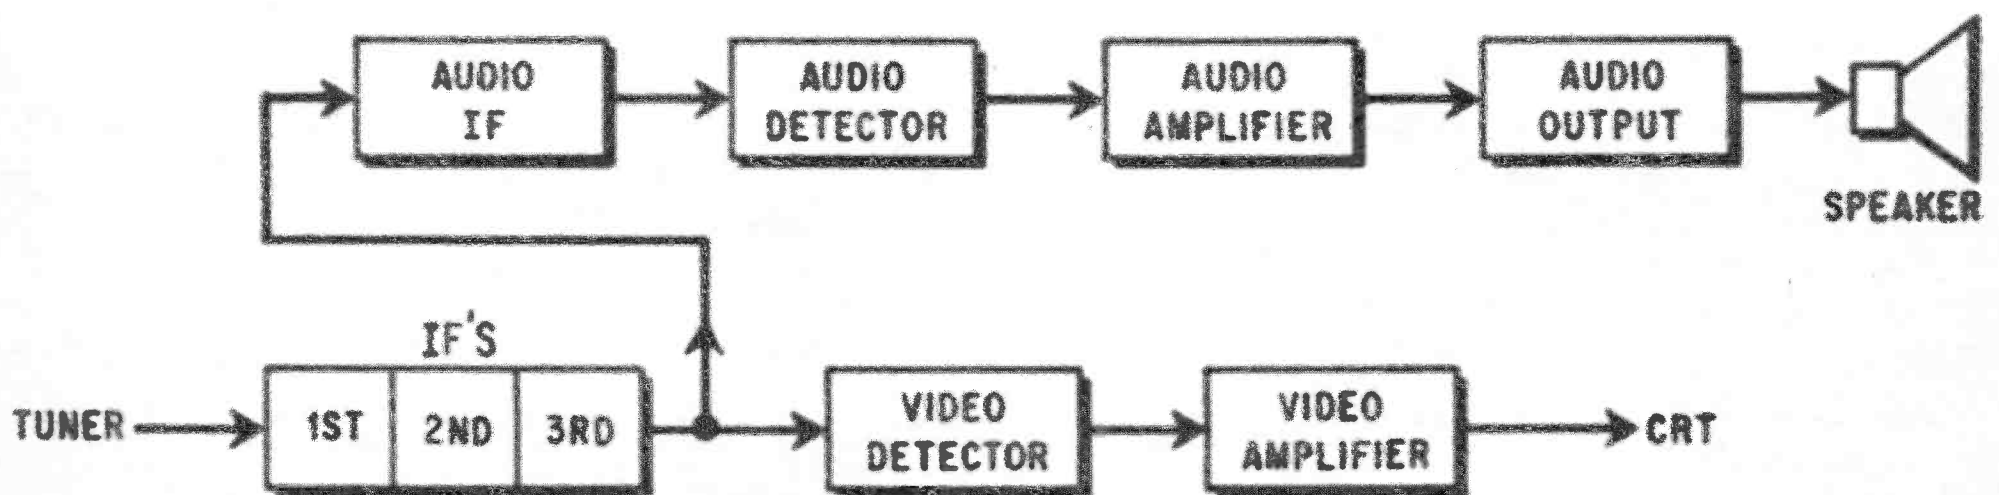 AUDIO
IF
AUDIO
DETECTOR
AUDIO
AMPLIFIER
AUDIO
OUTPUT
SPEAKER
IF'S
TUNER
1ST
2ND
3RD
VIDEO
DETECTOR
VIDEO
AMPLIFIER
CRT